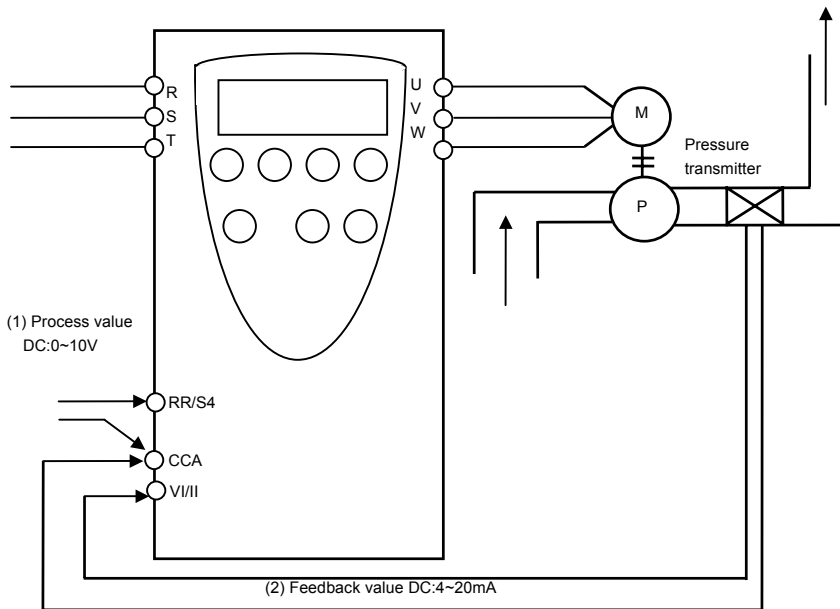 R
S
T
U
V
W
M
Pressure
transmitter
P
(1) Process value
DC:0~10V
RR/S4
CCA
VI/II
(2) Feedback value DC:4~20mA